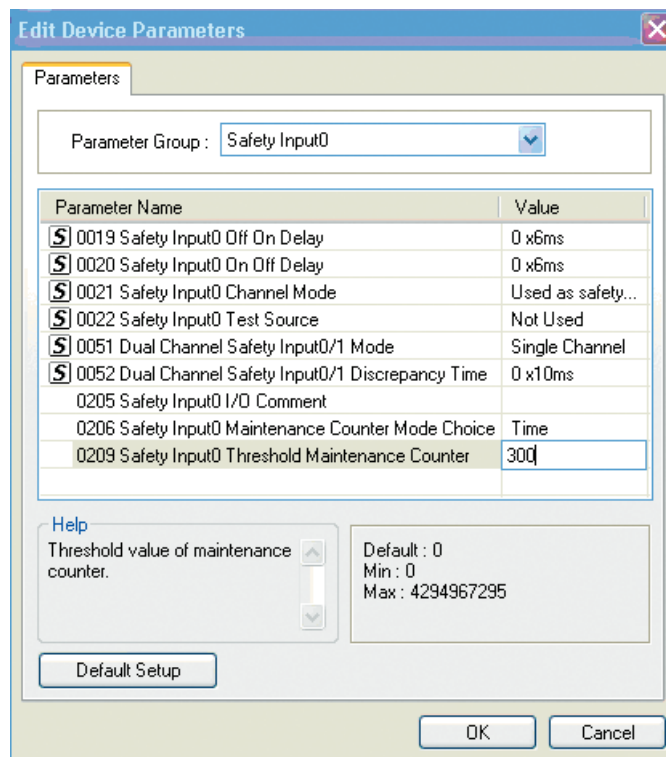 Edit Device Parameters
Parameters
Parameter Group : Safety Input0
Parameter Name Value
S 0019 Safety Input0 Off On Delay 0 x6ms
S 0020 Safety Input0 On Off Delay 0 x6ms
S 0021 Safety Input0 Channel Mode Used as safety...
S 0022 Safety Input0 Test Source Not Used
S 0051 Dual Channel Safety Input0/1 Mode Single Channel
S 0052 Dual Channel Safety Input0/1 Discrepancy Time 0 x10ms
0205 Safety Input0 I/O Comment
0206 Safety Input0 Maintenance Counter Mode Choice Time
0209 Safety Input0 Threshold Maintenance Counter 300
Help
Threshold value of maintenance
counter.
Default : 0
Min : 0
Max : 4294967295
Default Setup
OK Cancel